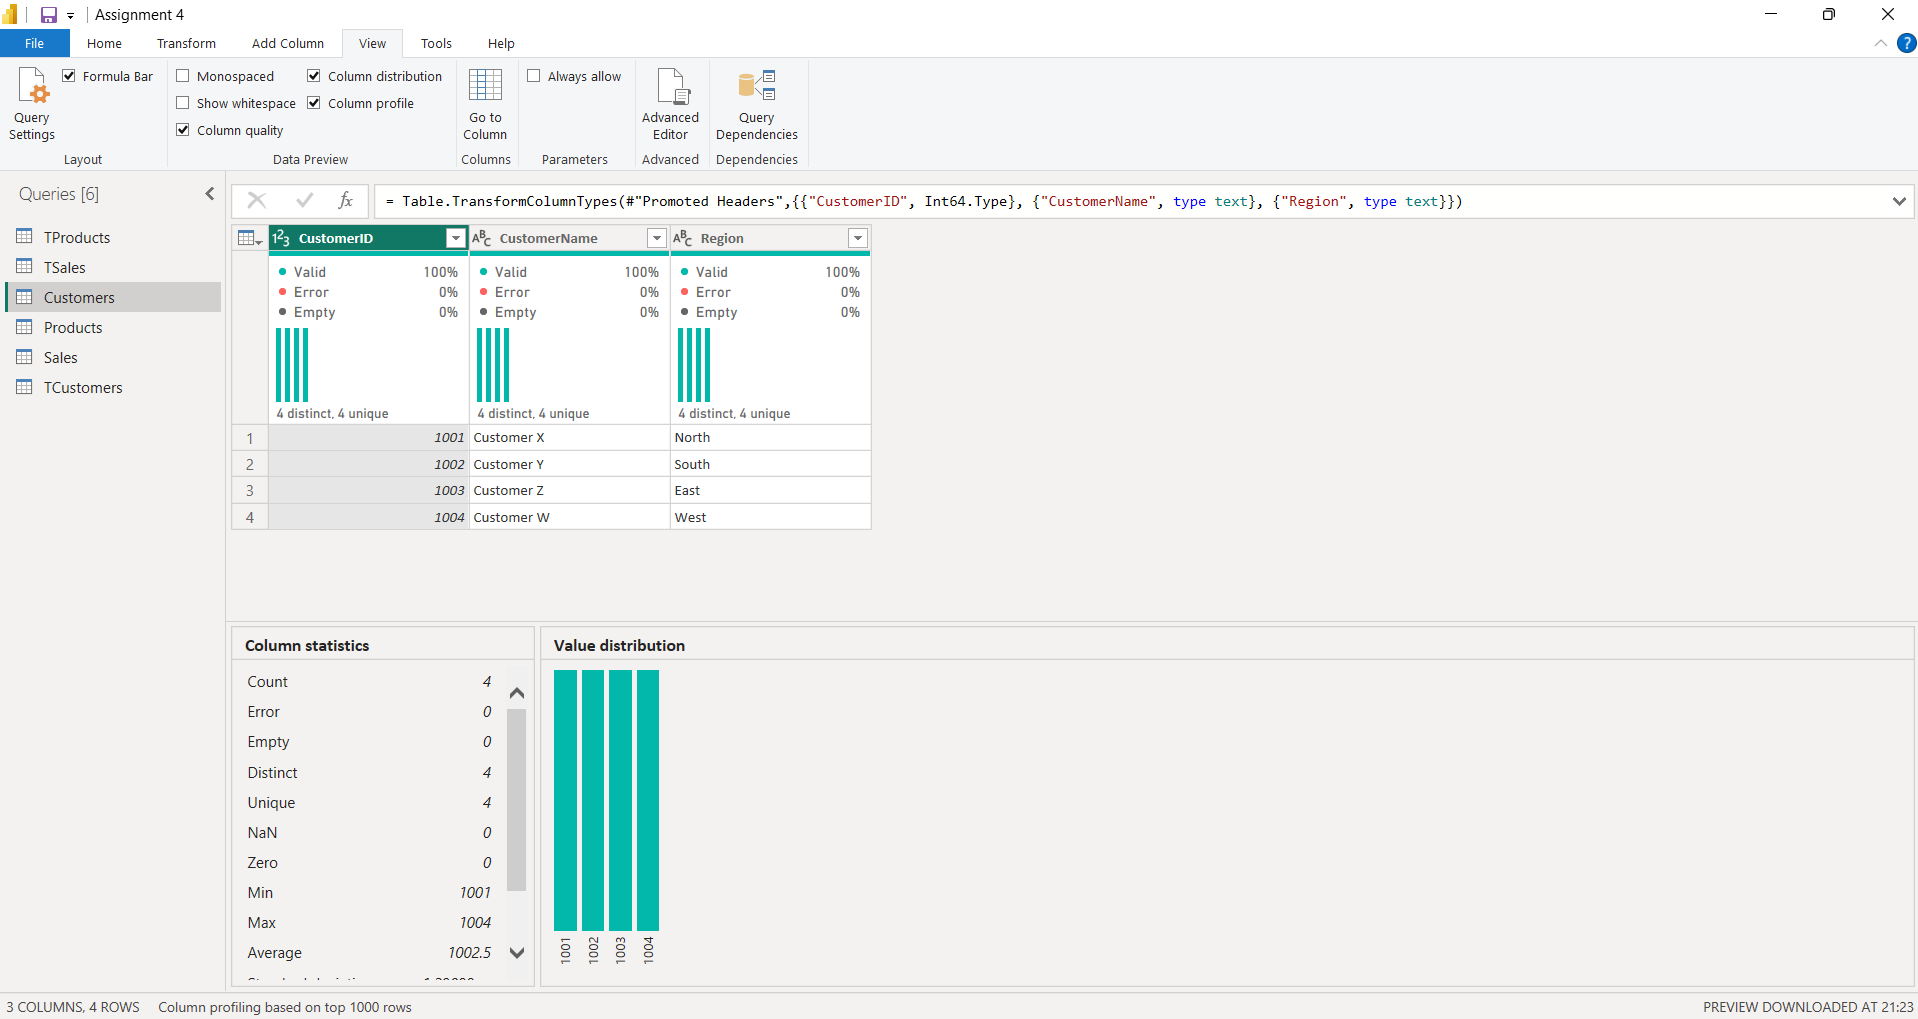 Assignment 4
File Home Transform Add Column View Tools Help
Formula Bar Monospaced Column distribution Always allow
Show whitespace Column profile
Column quality
Query Settings
Go to Column
Advanced Editor
Query Dependencies
Layout Data Preview Columns Parameters Advanced Dependencies
Queries [6]
fx = Table.TransformColumnTypes(#"Promoted Headers",{{"CustomerID", Int64.Type}, {"CustomerName", type text}, {"Region", type text}})
TProducts
TSales
Customers
Products
Sales
TCustomers
123 CustomerID ABC CustomerName ABC Region
Valid 100% Valid 100% Valid 100%
Error 0% Error 0% Error 0%
Empty 0% Empty 0% Empty 0%
4 distinct, 4 unique 4 distinct, 4 unique 4 distinct, 4 unique
1 1001 Customer X North
2 1002 Customer Y South
3 1003 Customer Z East
4 1004 Customer W West
Column statistics
Count 4
Error 0
Empty 0
Distinct 4
Unique 4
NaN 0
Zero 0
Min 1001
Max 1004
Average 1002.5
Value distribution
1001 1002 1003 1004
3 COLUMNS, 4 ROWS Column profiling based on top 1000 rows PREVIEW DOWNLOADED AT 21:23